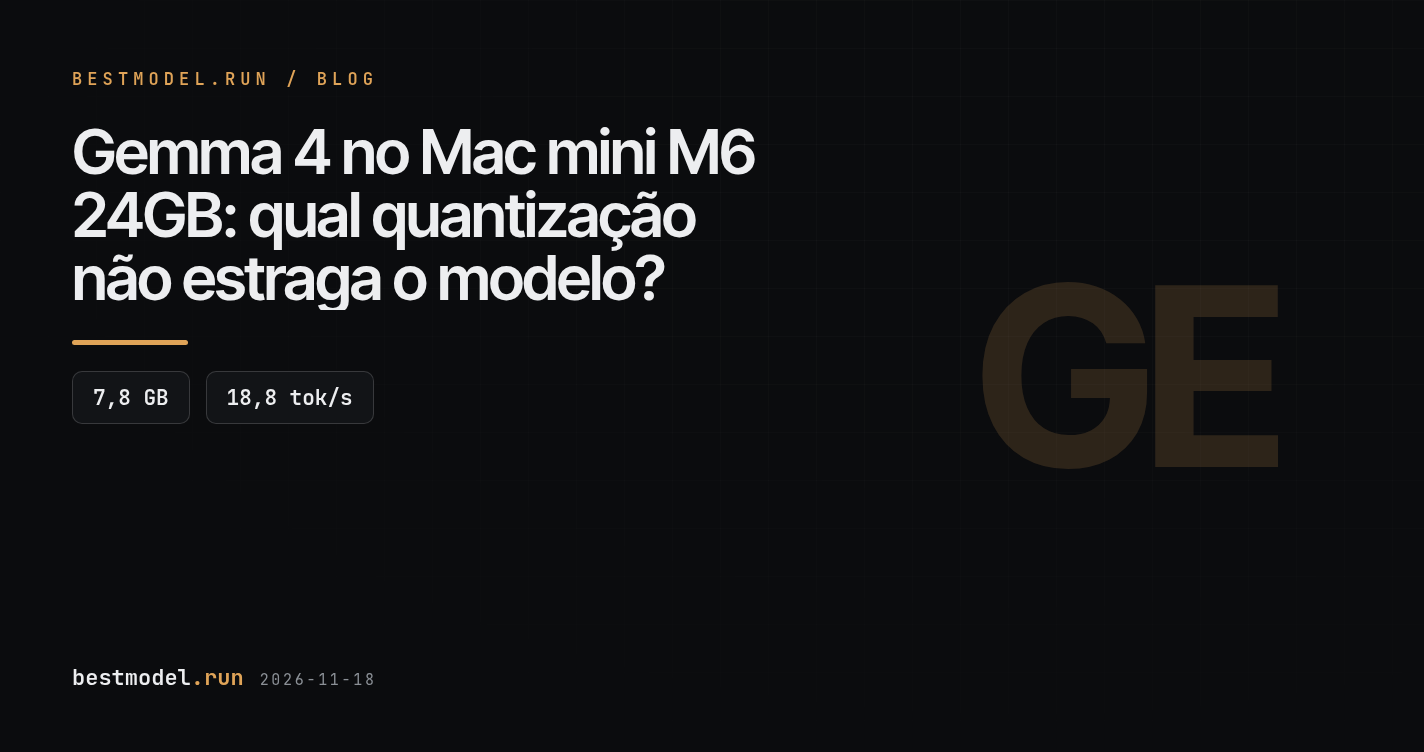 BESTMODEL.RUN / BLOG
Gemma 4 no Mac mini M6
24GB: qual quantização
não estraga o modelo?
7,8 GB
18,8 tok/s
GE
bestmodel.run 2026-11-18